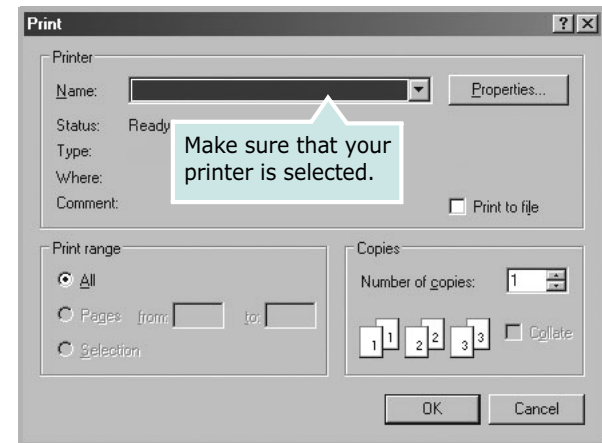 Print
Printer
Name:
Properties...
Status: Ready
Type:
Where:
Comment:
Make sure that your
printer is selected.
Print to file
Print range
All
Pages from: to:
Selection
Copies
Number of copies: 1
1 1 2 2 3 3
Collate
OK Cancel